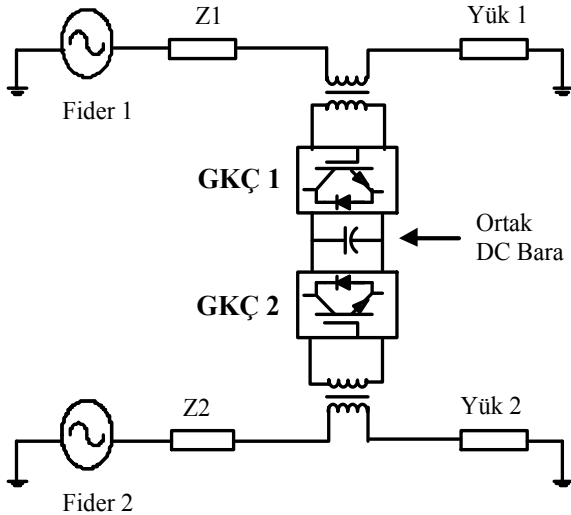 Z1
Yük 1
Fider 1
GKÇ 1
Ortak
DC Bara
GKÇ 2
Z2
Yük 2
Fider 2